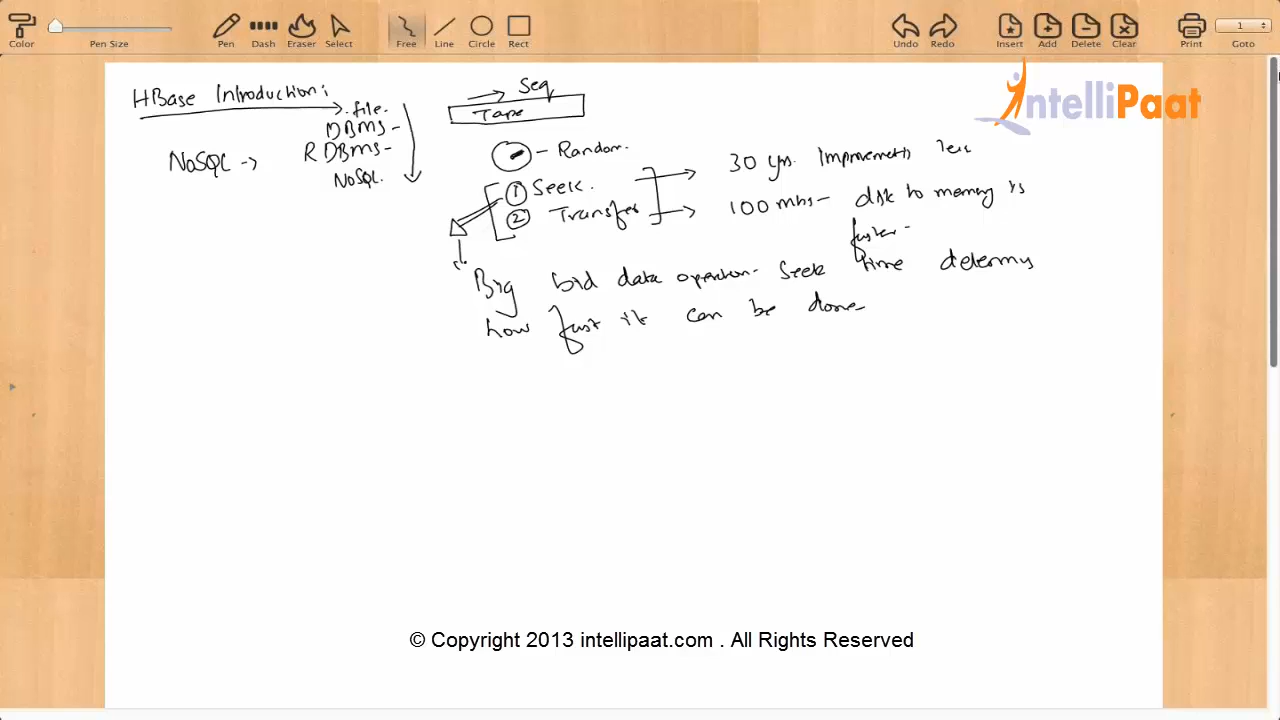 Color
Pen Size
Pen
Dash
Eraser
Select
Free
Line
Circle
Rect
Undo
Redo
Insert
Add
Delete
Clear
Print
1
Goto
IntelliPaat
HBase Introduction:
.file.
DBMS -
RDBMS -
NoSQL.
NoSQL ->
Seq
Tape
- Random.
1 Seek.
2 Transfer
30 yrs. Improvement is less
100 mbs - disk to memory is
faster -
Big data operation - Seek time determins
how fast it can be done
© Copyright 2013 intellipaat.com . All Rights Reserved